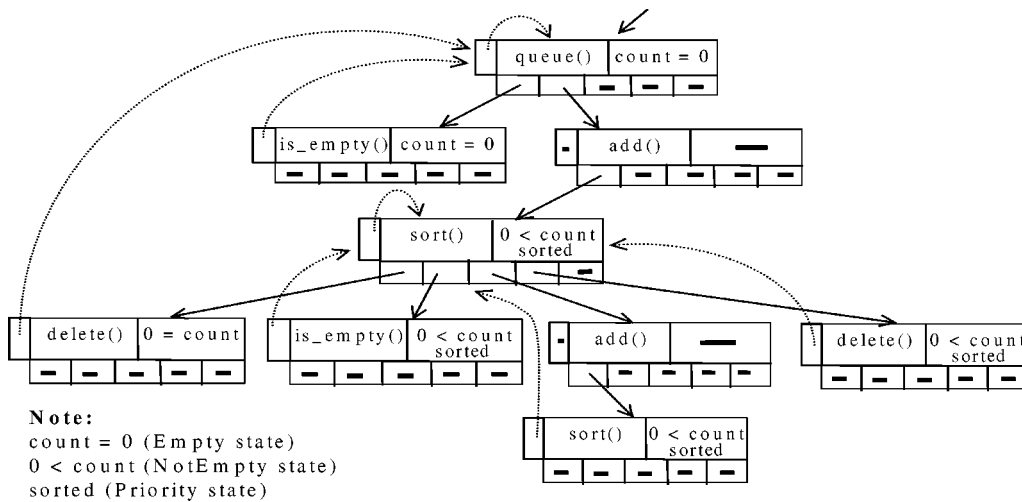 queue() count = 0
is_empty() count = 0
- add()
sort() 0 < count
sorted
delete() 0 = count
is_empty() 0 < count
sorted
- add()
delete() 0 < count
sorted
sort() 0 < count
sorted
Note:
count = 0 (Empty state)
0 < count (NotEmpty state)
sorted (Priority state)